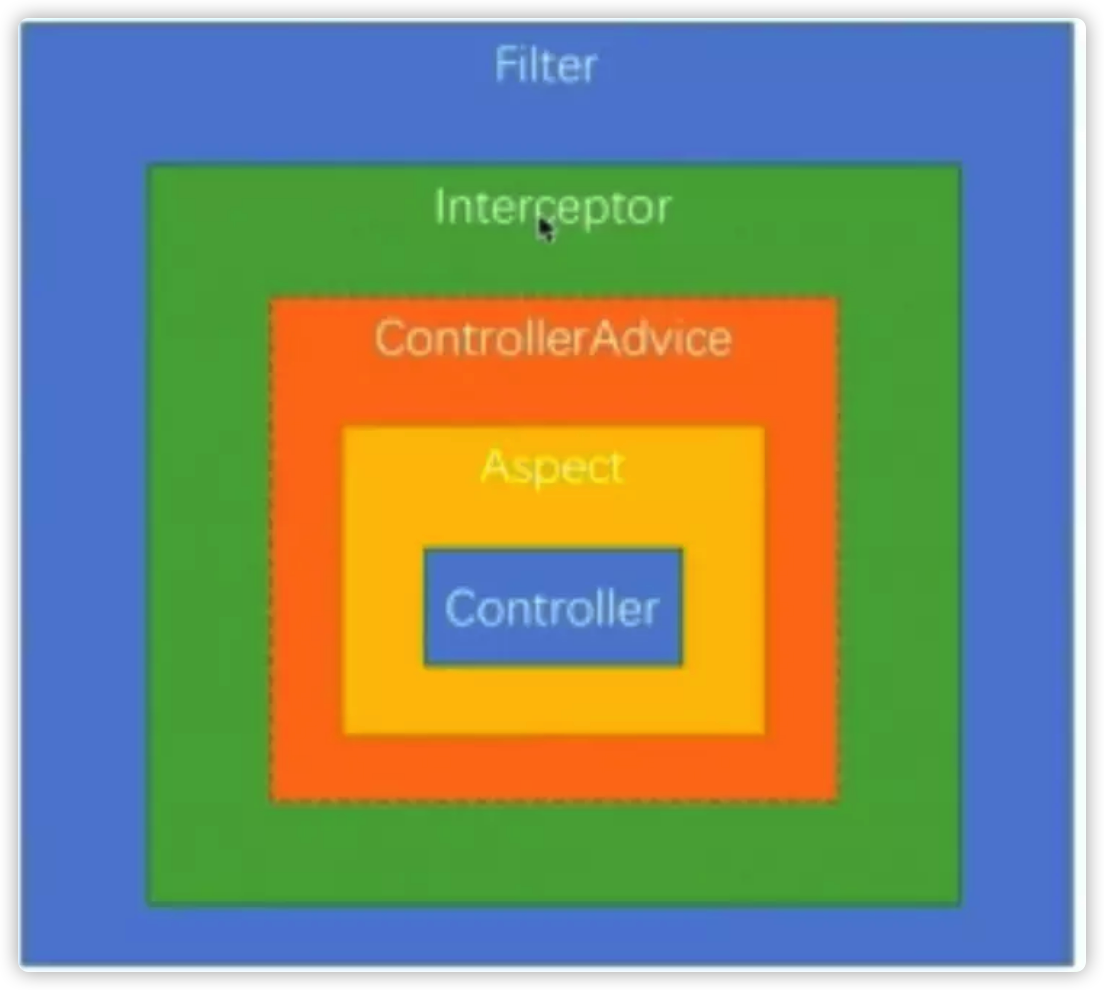 Filter
Interceptor
ControllerAdvice
Aspect
Controller